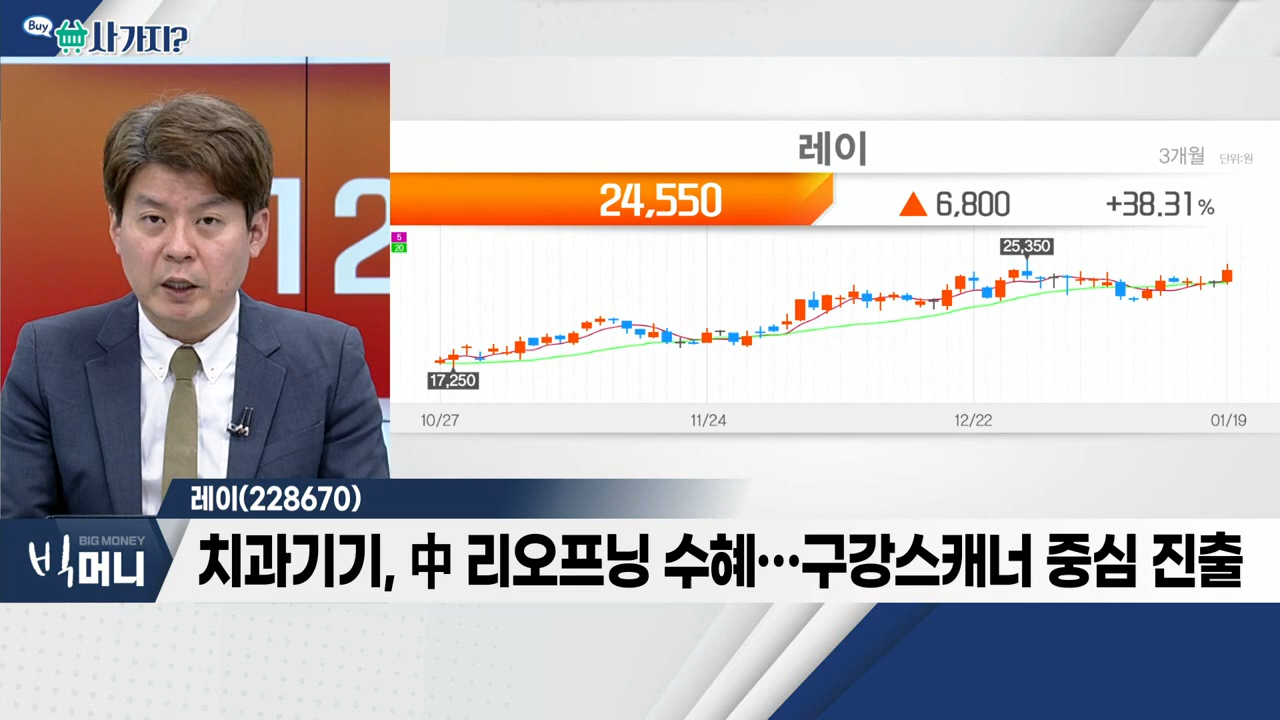 Buy
사 가지?
12
레이
3개월 단위:원
24,550 ▲ 6,800 +38.31%
5
20
25,350
17,250
10/27 11/24 12/22 01/19
레이(228670)
BIG MONEY
빅머니
치과기기, 中 리오프닝 수혜…구강스캐너 중심 진출